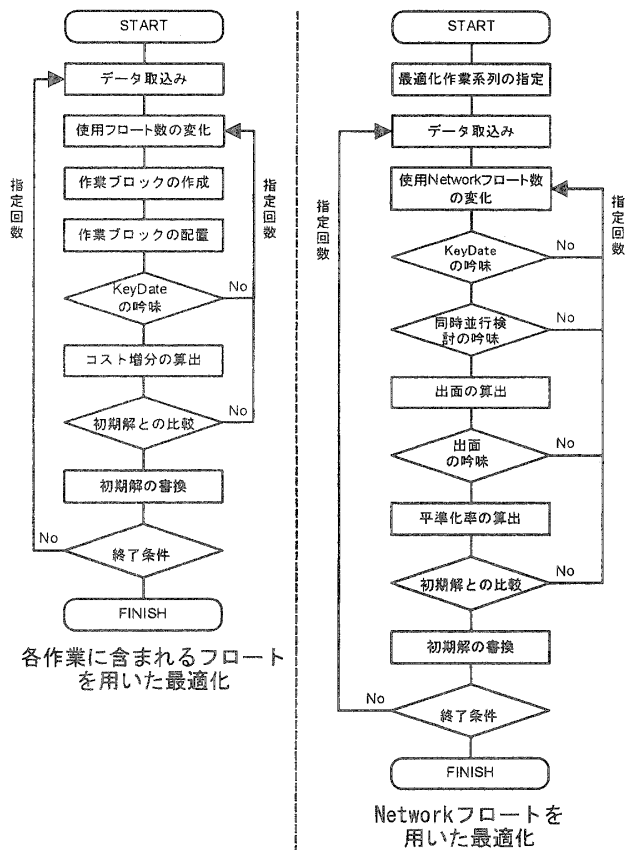 START
データ取込み
使用フロート数の変化
作業ブロックの作成
作業ブロックの配置
KeyDate
の吟味
No
コスト増分の算出
初期解との比較
No
初期解の書換
No
終了条件
FINISH
指定回数
指定回数
各作業に含まれるフロート
を用いた最適化
START
最適化作業系列の指定
データ取込み
使用Networkフロート数
の変化
KeyDate
の吟味
No
同時並行検
討の吟味
No
出面の算出
出面
の吟味
No
平準化率の算出
初期解との比較
No
初期解の書換
No
終了条件
FINISH
指定回数
指定回数
Networkフロートを
用いた最適化